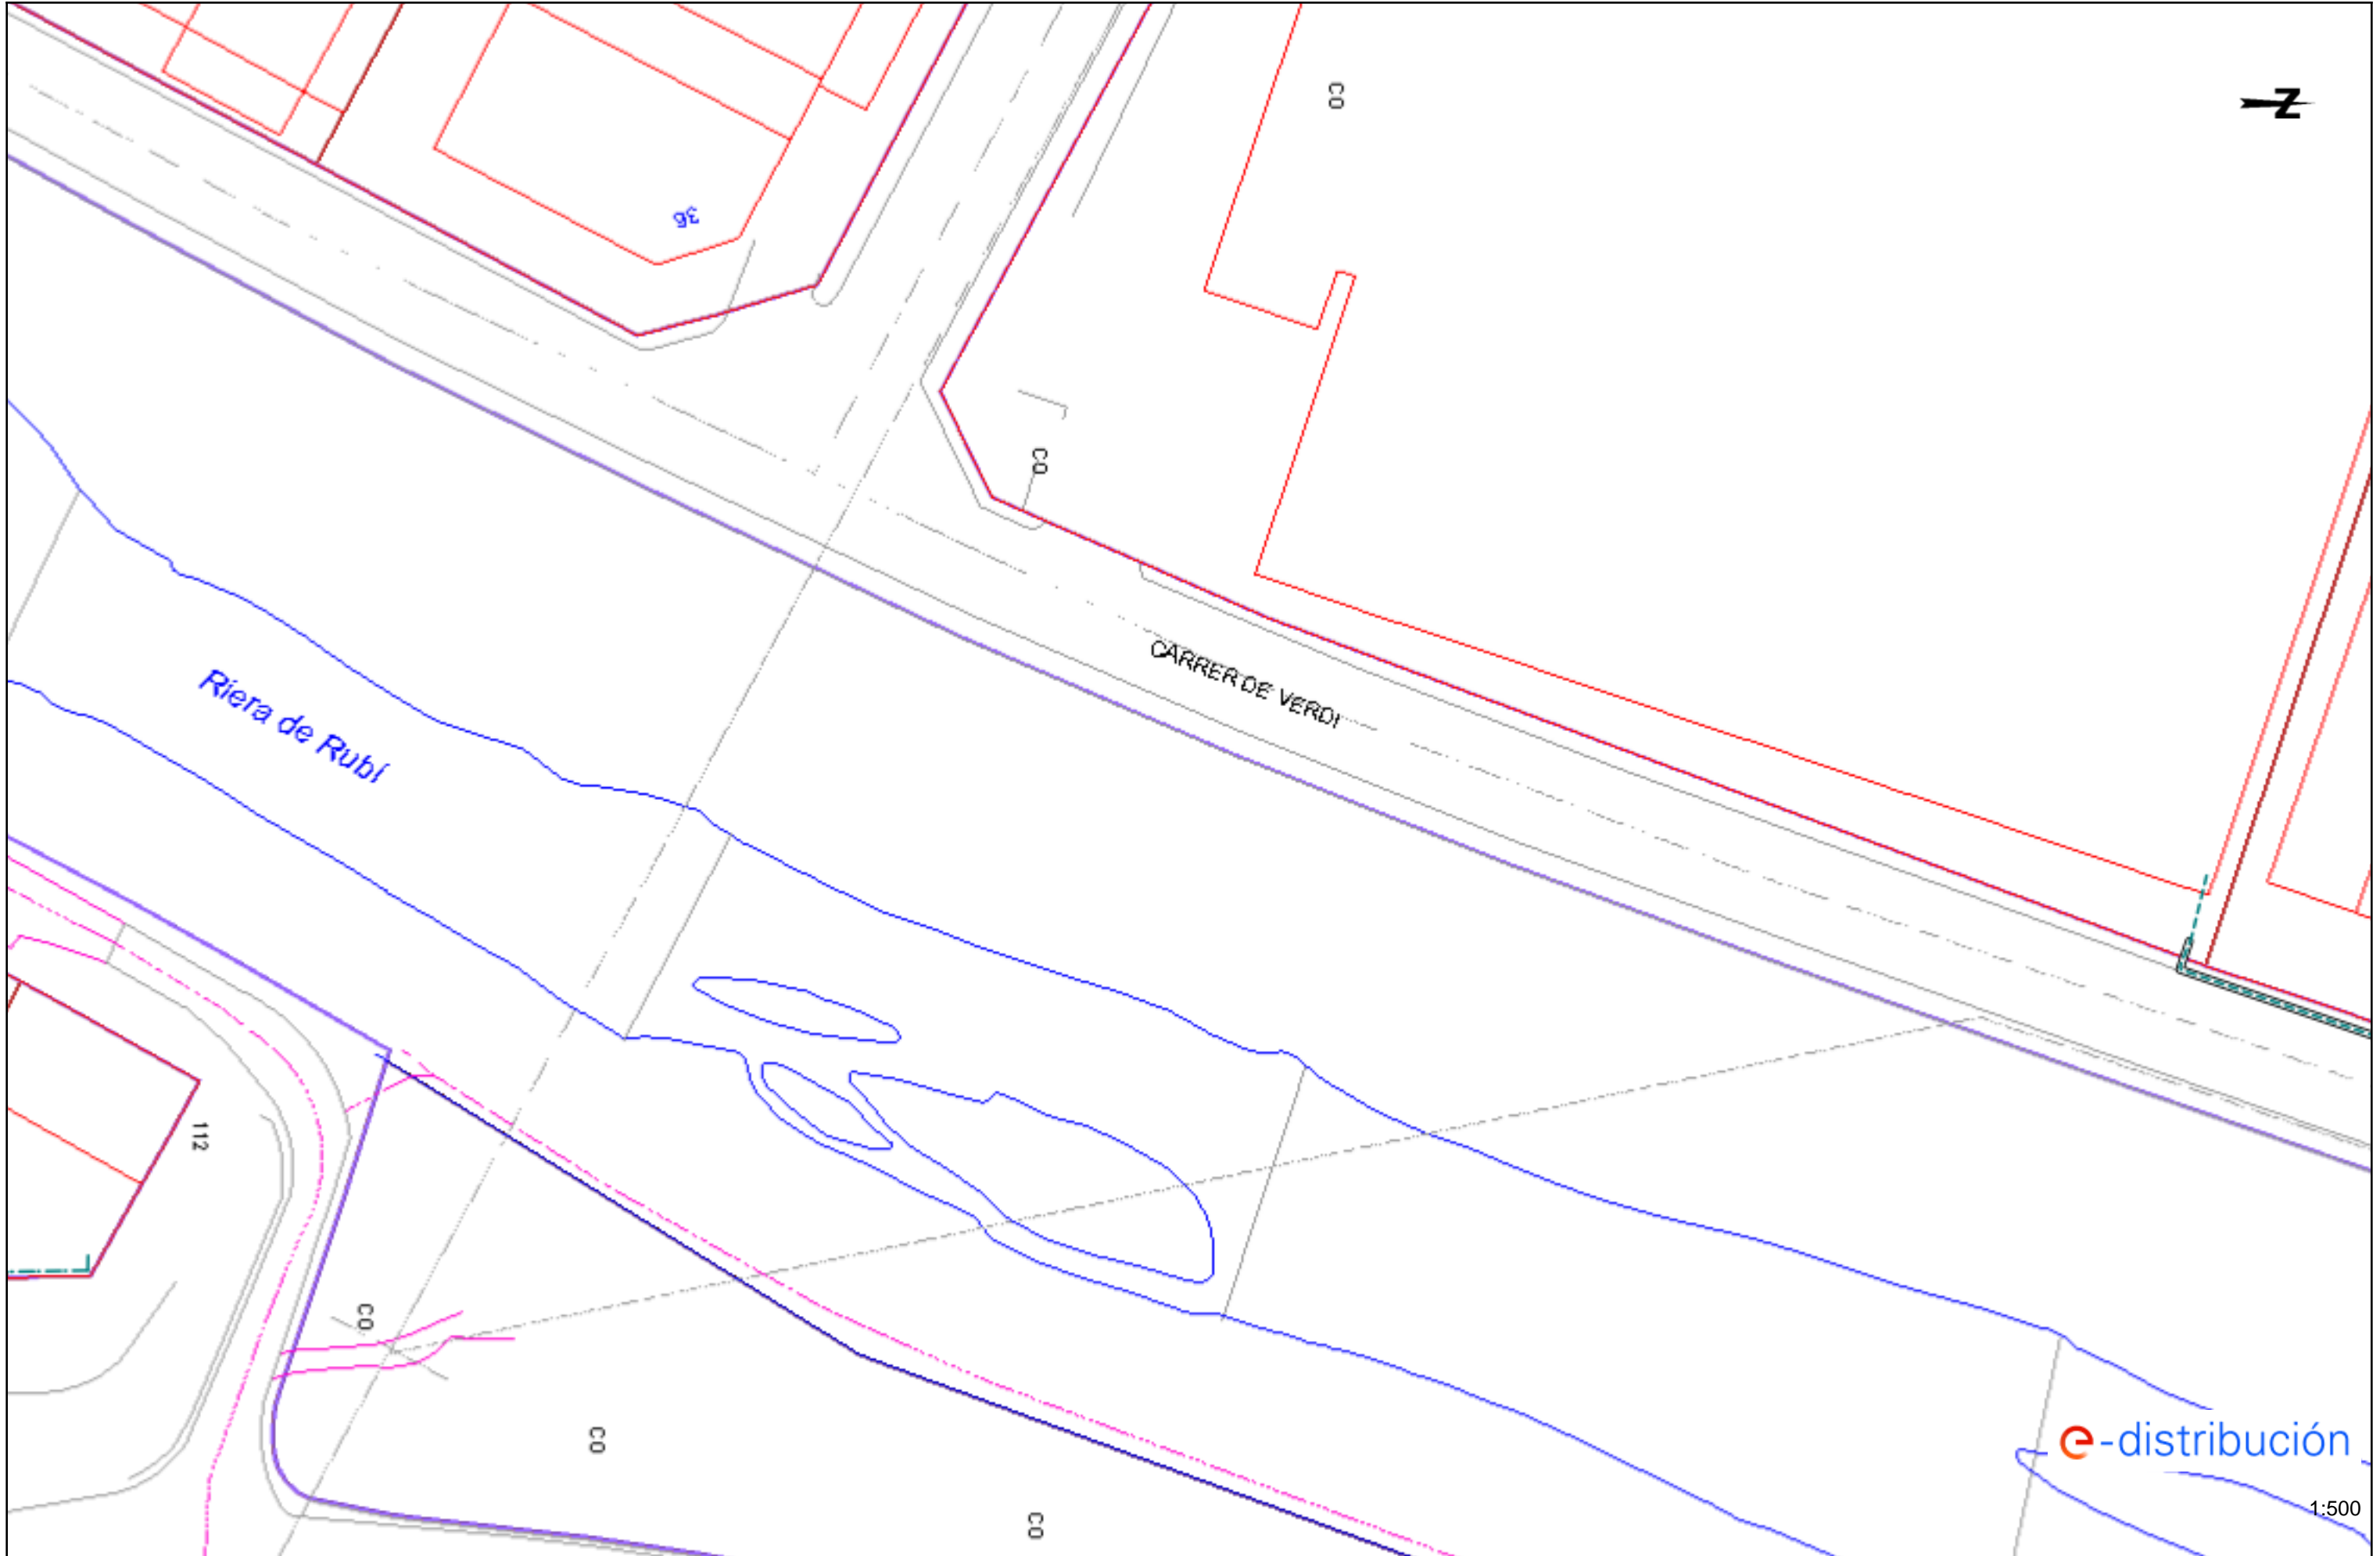 CO
N
36
CO
CARRER DE VERDI
Riera de Rubí
112
CO
CO
CO
e-distribución
1:500